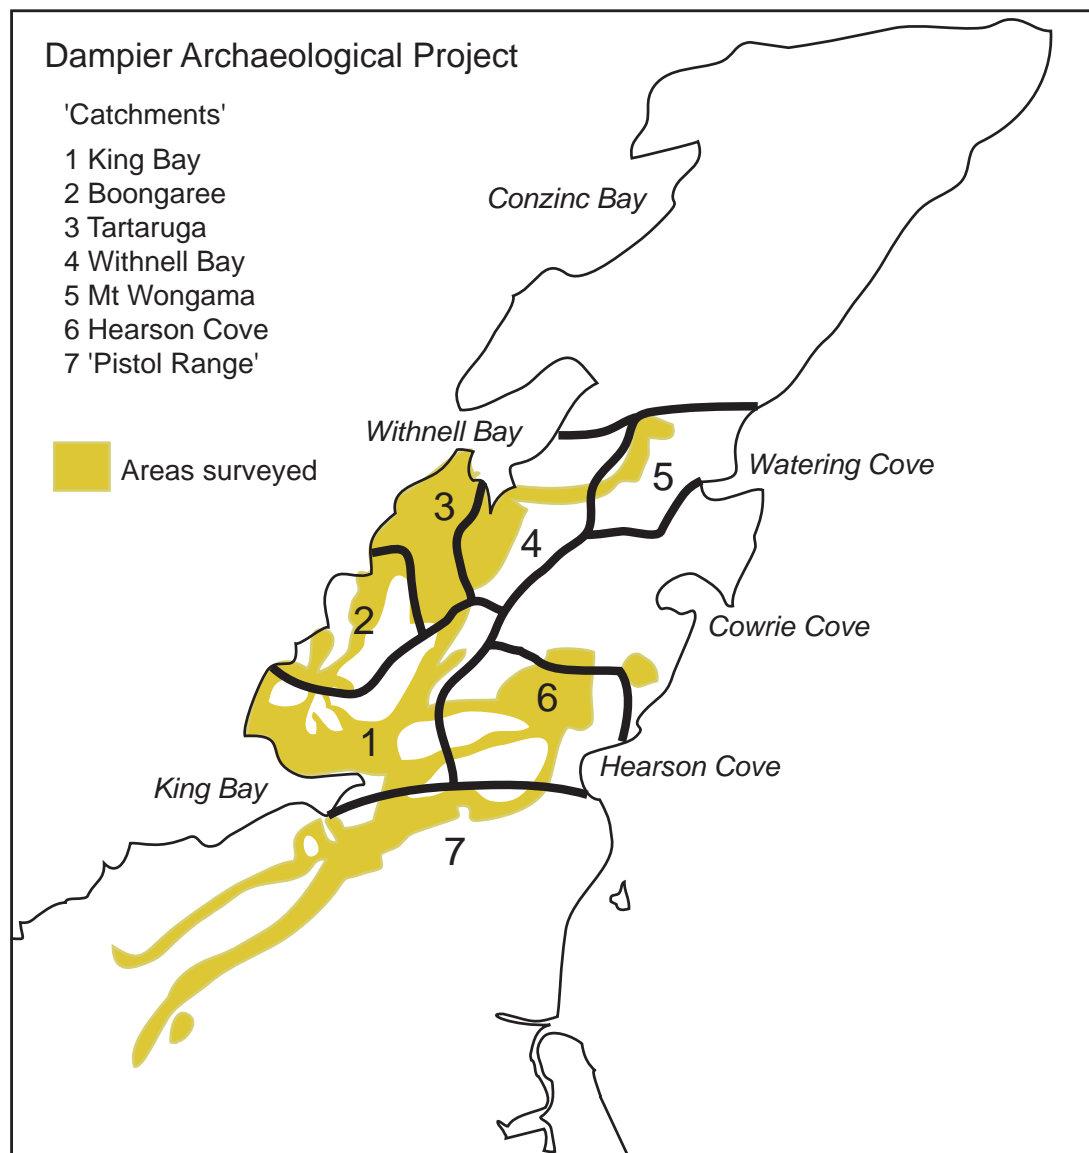 Dampier Archaeological Project
'Catchments'
1 King Bay
2 Boongaree
3 Tartaruga
4 Withnell Bay
5 Mt Wongama
6 Hearson Cove
7 'Pistol Range'
Areas surveyed
Conzinc Bay
Withnell Bay
Watering Cove
5
3
4
2
Cowrie Cove
6
1
Hearson Cove
King Bay
7